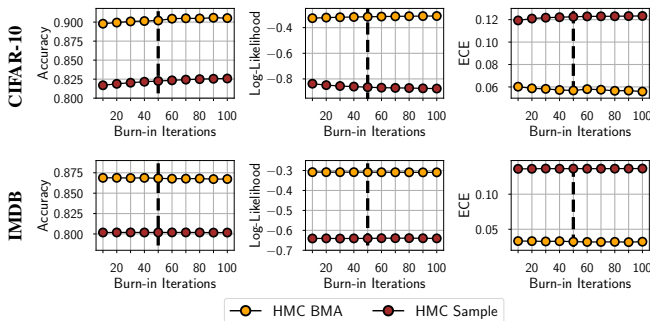 CIFAR-10
Accuracy
0.900
0.875
0.850
0.825
0.800
20 40 60 80 100
Burn-in Iterations
Log-Likelihood
−0.4
−0.6
−0.8
20 40 60 80 100
Burn-in Iterations
ECE
0.12
0.10
0.08
0.06
20 40 60 80 100
Burn-in Iterations
IMDB
Accuracy
0.875
0.850
0.825
0.800
20 40 60 80 100
Burn-in Iterations
Log-Likelihood
−0.3
−0.4
−0.5
−0.6
−0.7
20 40 60 80 100
Burn-in Iterations
ECE
0.10
0.05
20 40 60 80 100
Burn-in Iterations
HMC BMA HMC Sample